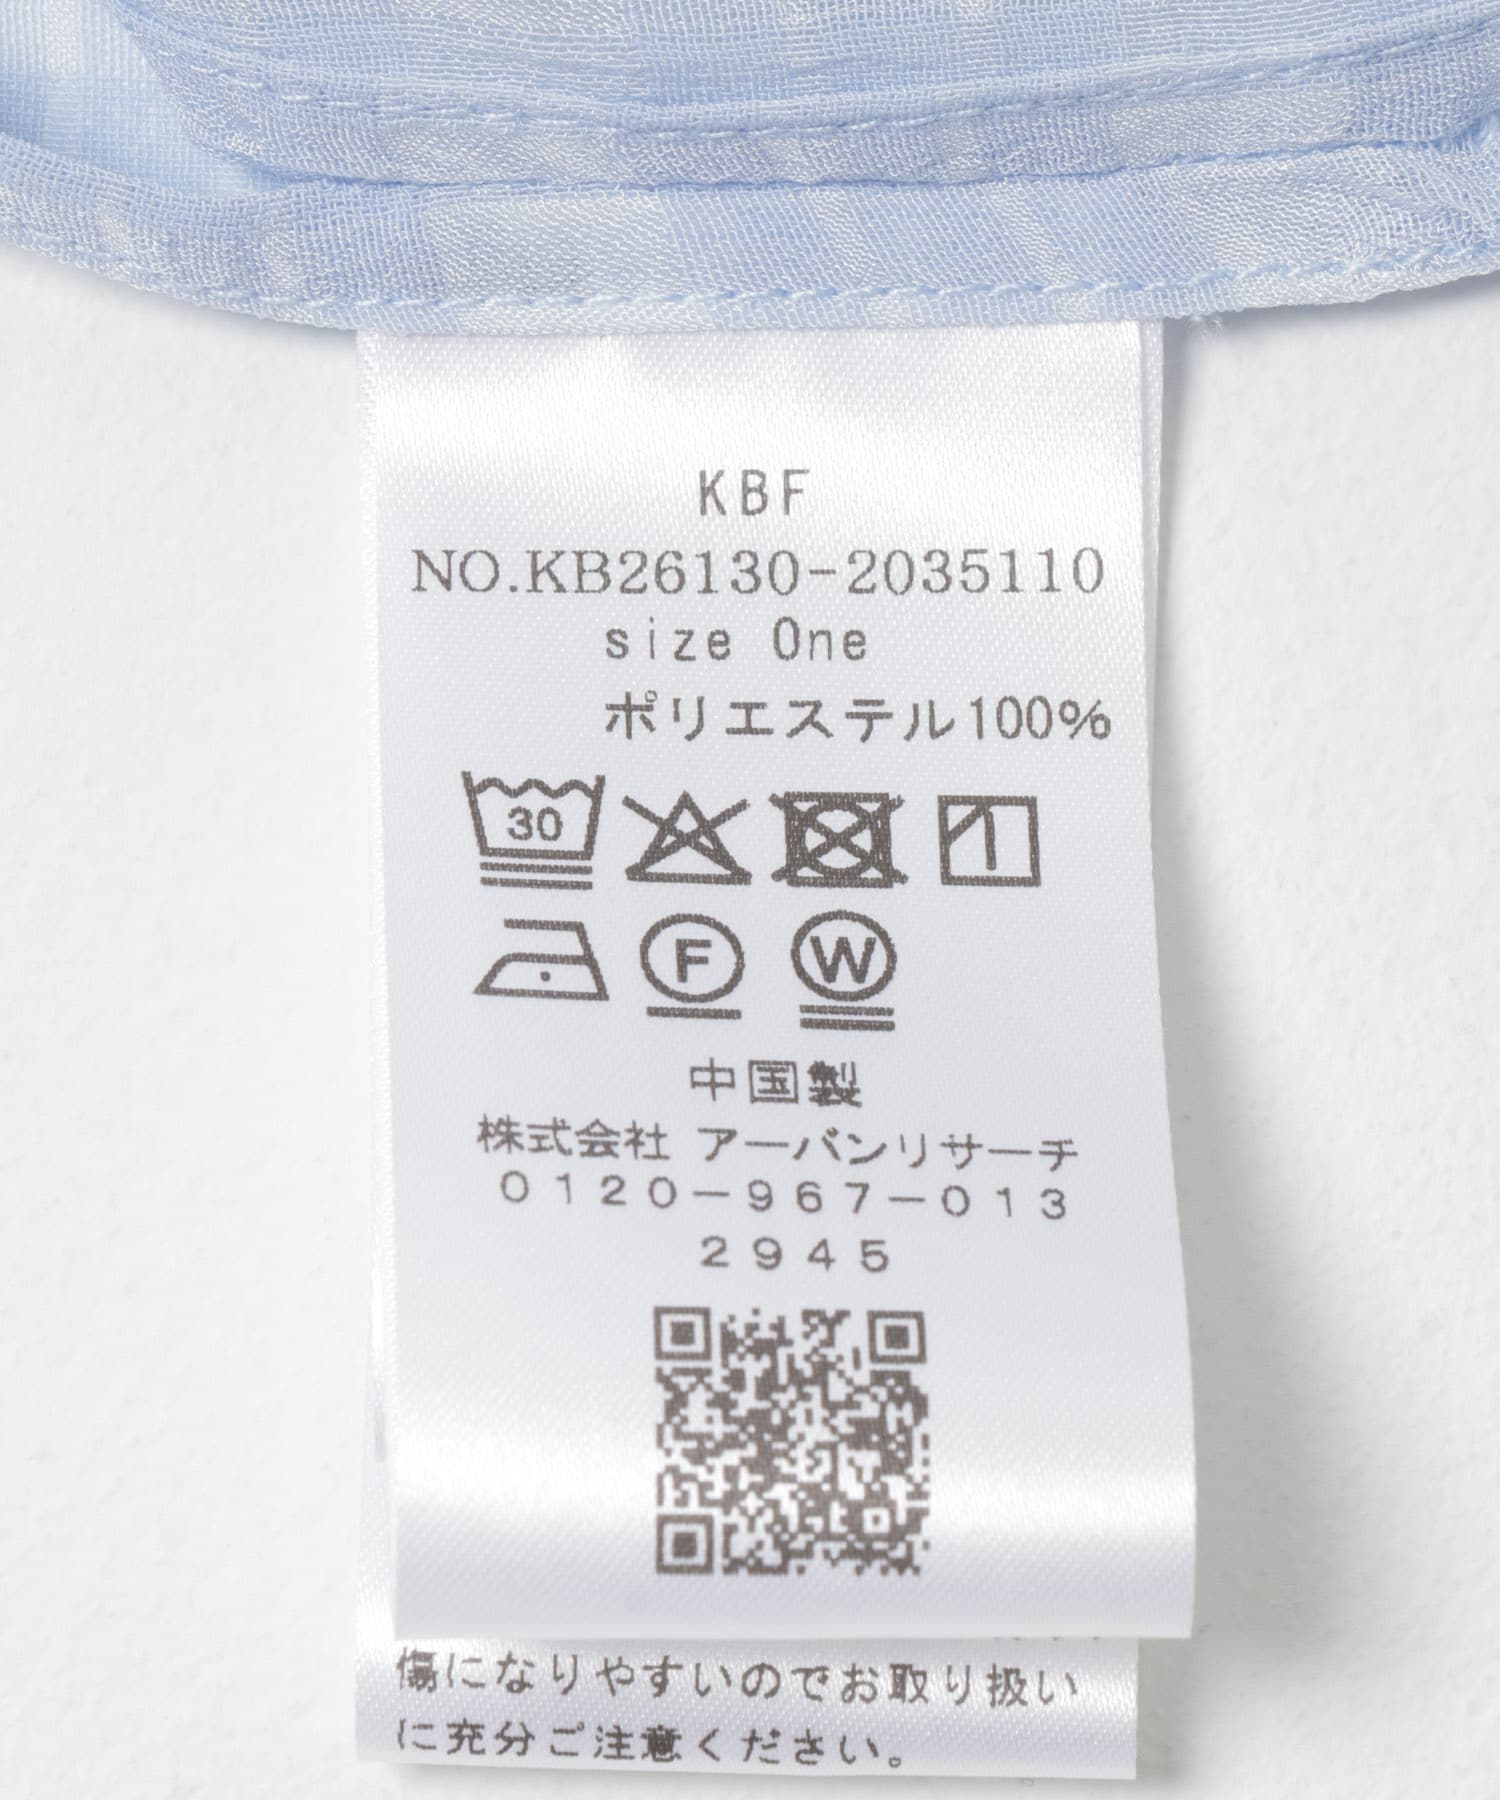 KBF
NO.KB26130-2035110
size One
ポリエステル100%
30
F W
中国製
株式会社 アーバンリサーチ
0120-967-013
2945
傷になりやすいのでお取り扱い
に充分ご注意ください。